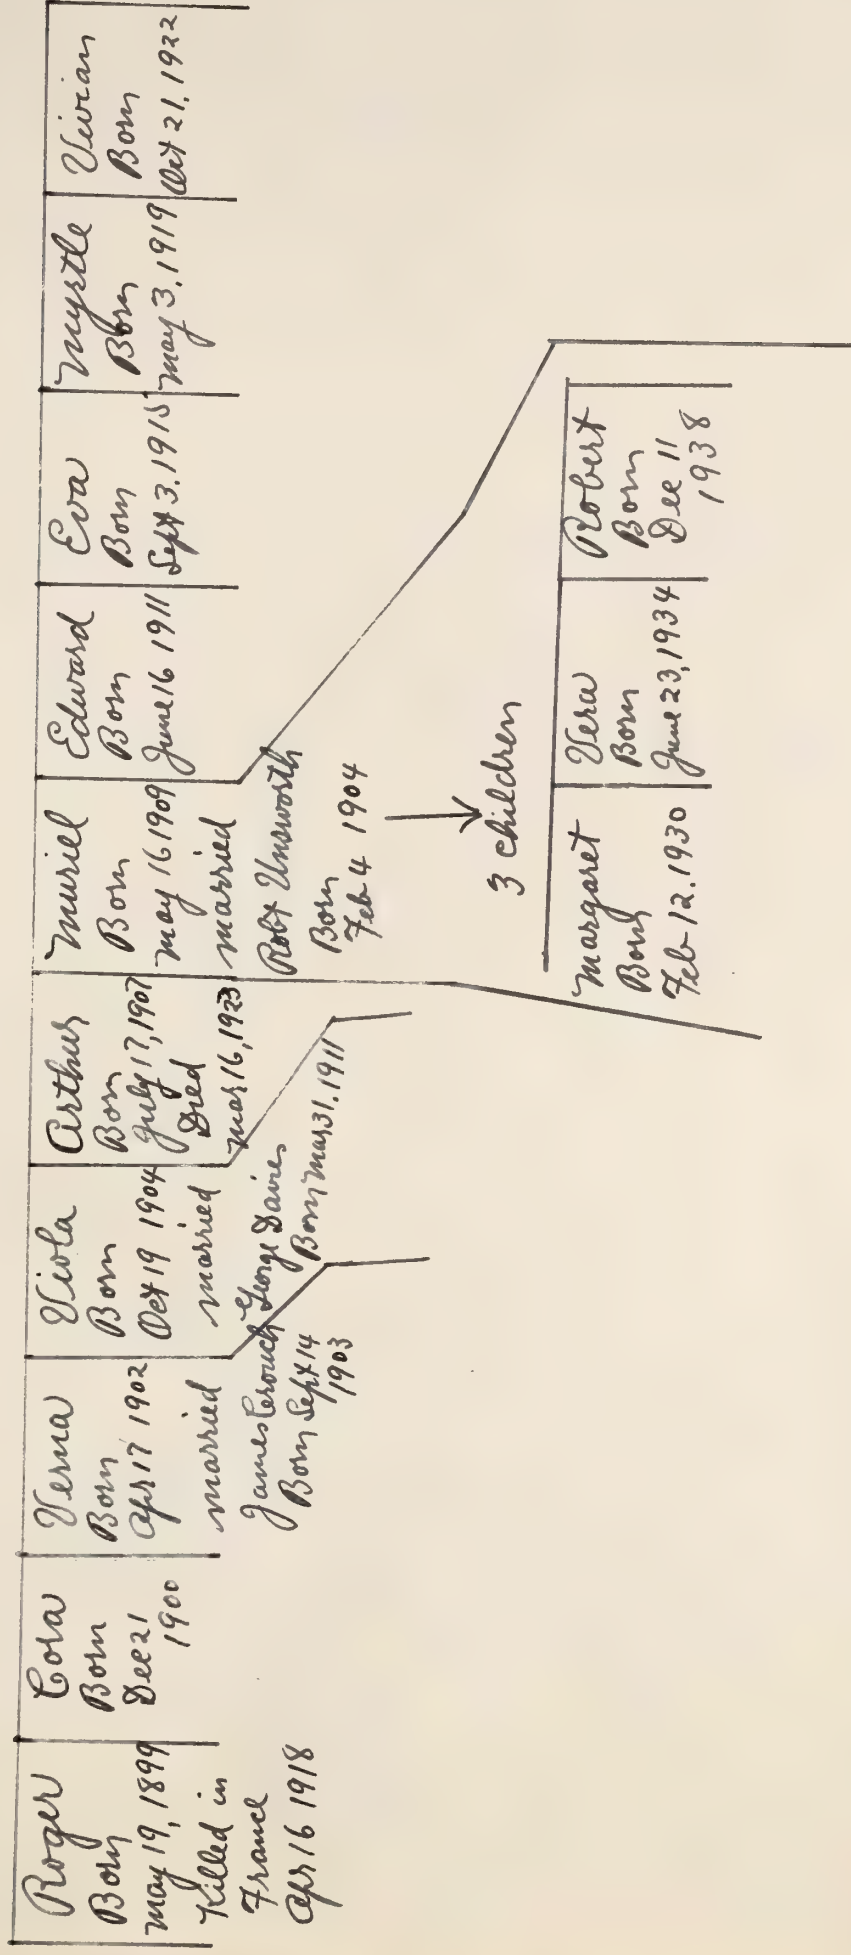 Roger
Born
May 19, 1899
Killed in
France
Apr 16 1918
Cora
Born
Dec 21
1900
Verna
Born
Apr 17 1902
married
James Crouch
Born Sept 14
1903
Viola
Born
Oct 19 1904
married
George Davies
Born Mar 31. 1911
Arthur
Born
July 17, 1907
Died
Mar 16, 1923
Muriel
Born
May 16 1909
married
Robt Unsworth
Born
Feb 4 1904
3 children
Margaret
Born
Feb 12. 1930
Vera
Born
June 23, 1934
Robert
Born
Dec 11
1938
Edward
Born
June 16 1911
Eva
Born
Sept 3. 1915
Myrtle
Born
May 3. 1919
Vivian
Born
Oct 21, 1922